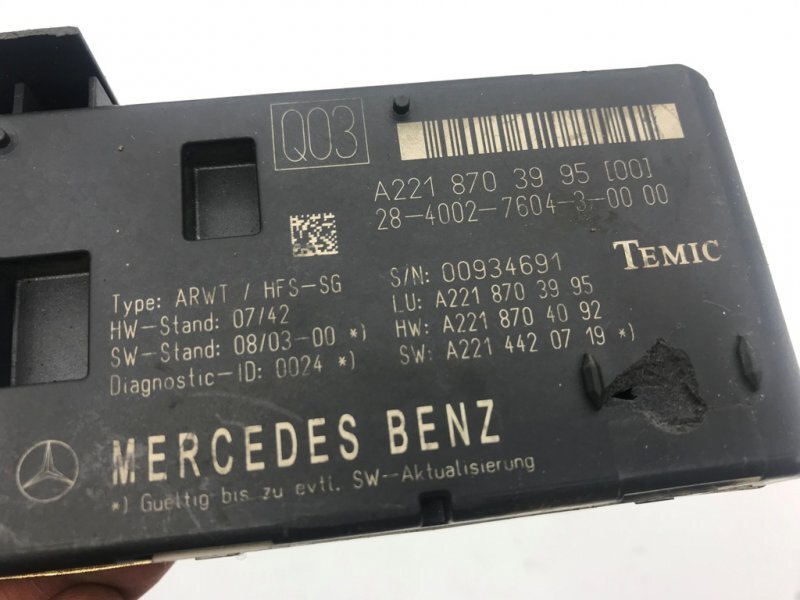 Q03
A221 870 39 95 [00]
28-4002-7604-3-00 00
TEMIC
Type: ARWT / HFS-SG
HW-Stand: 07/42
SW-Stand: 08/03-00 *)
Diagnostic-ID: 0024 *)
S/N: 00934691
LU: A221 870 39 95
HW: A221 870 40 92
SW: A221 442 07 19 *)
MERCEDES BENZ
*) Gueltig bis zu evtl. SW-Aktualisierung